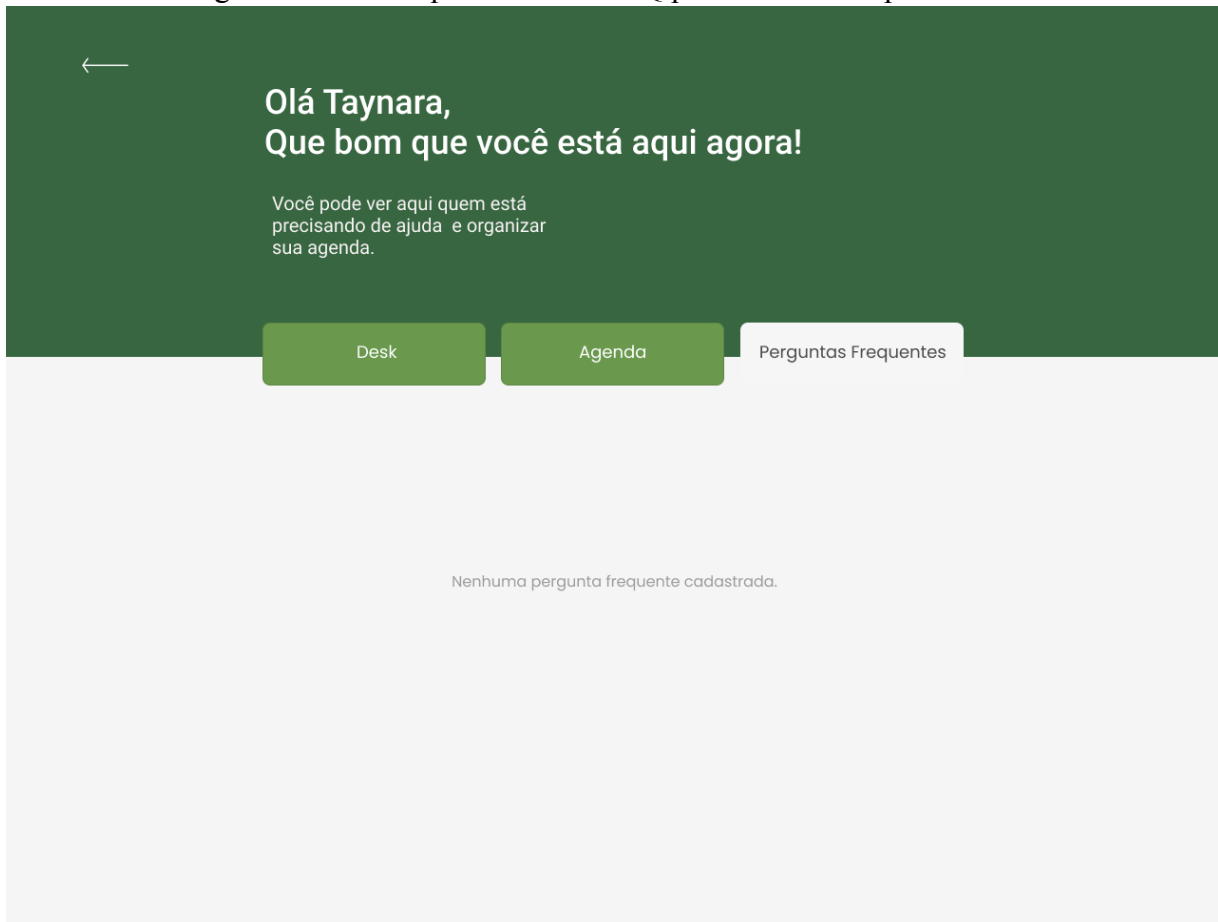 Olá Taynara,
Que bom que você está aqui agora!
Você pode ver aqui quem está
precisando de ajuda e organizar
sua agenda.
Desk
Agenda
Perguntas Frequentes
Nenhuma pergunta frequente cadastrada.